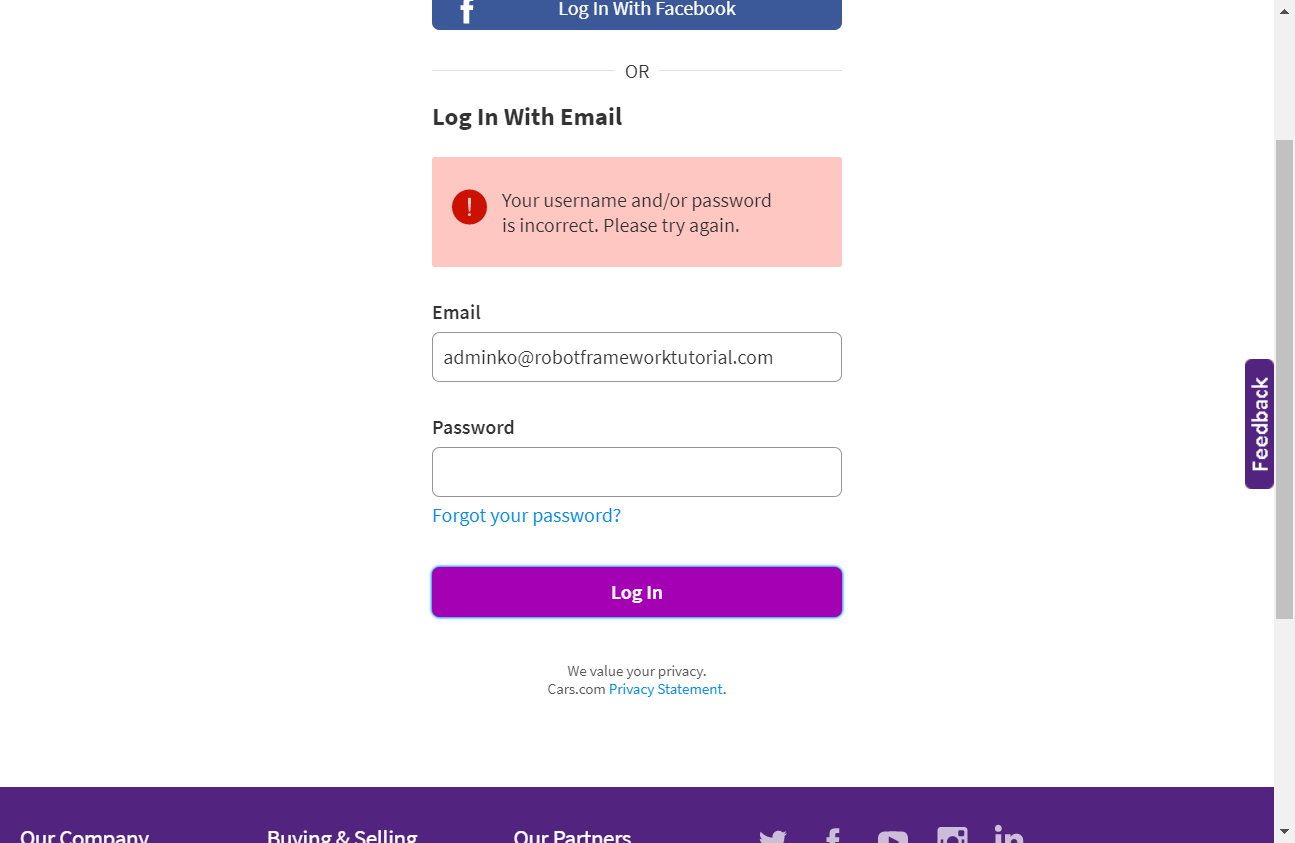 Log In With Facebook
OR
Log In With Email
Your username and/or password
is incorrect. Please try again.
Email
adminko@robotframeworktutorial.com
Password
Forgot your password?
Log In
We value your privacy.
Cars.com Privacy Statement.
Feedback
Our Company Buying & Selling Our Partners